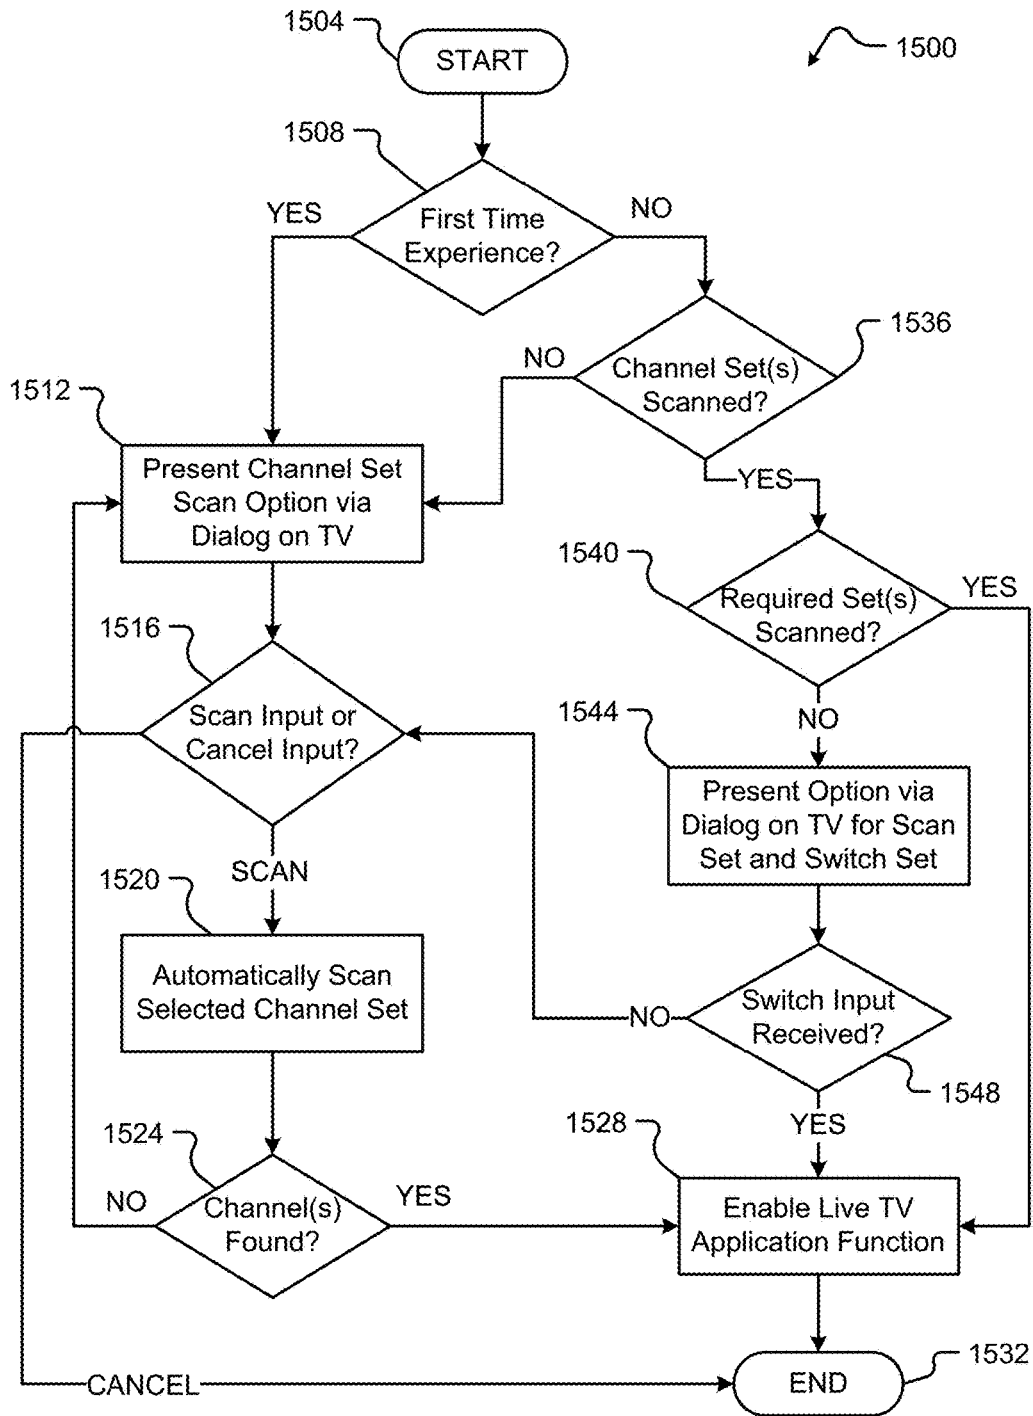 1504
START
1500
1508
YES
First Time
Experience?
NO
1536
NO
Channel Set(s)
Scanned?
1512
YES
Present Channel Set
Scan Option via
Dialog on TV
1540
Required Set(s)
Scanned?
YES
1516
NO
Scan Input or
Cancel Input?
1544
Present Option via
Dialog on TV for Scan
Set and Switch Set
SCAN
1520
Automatically Scan
Selected Channel Set
Switch Input
Received?
NO
1548
YES
1528
1524
NO
Channel(s)
Found?
YES
Enable Live TV
Application Function
1532
CANCEL
END